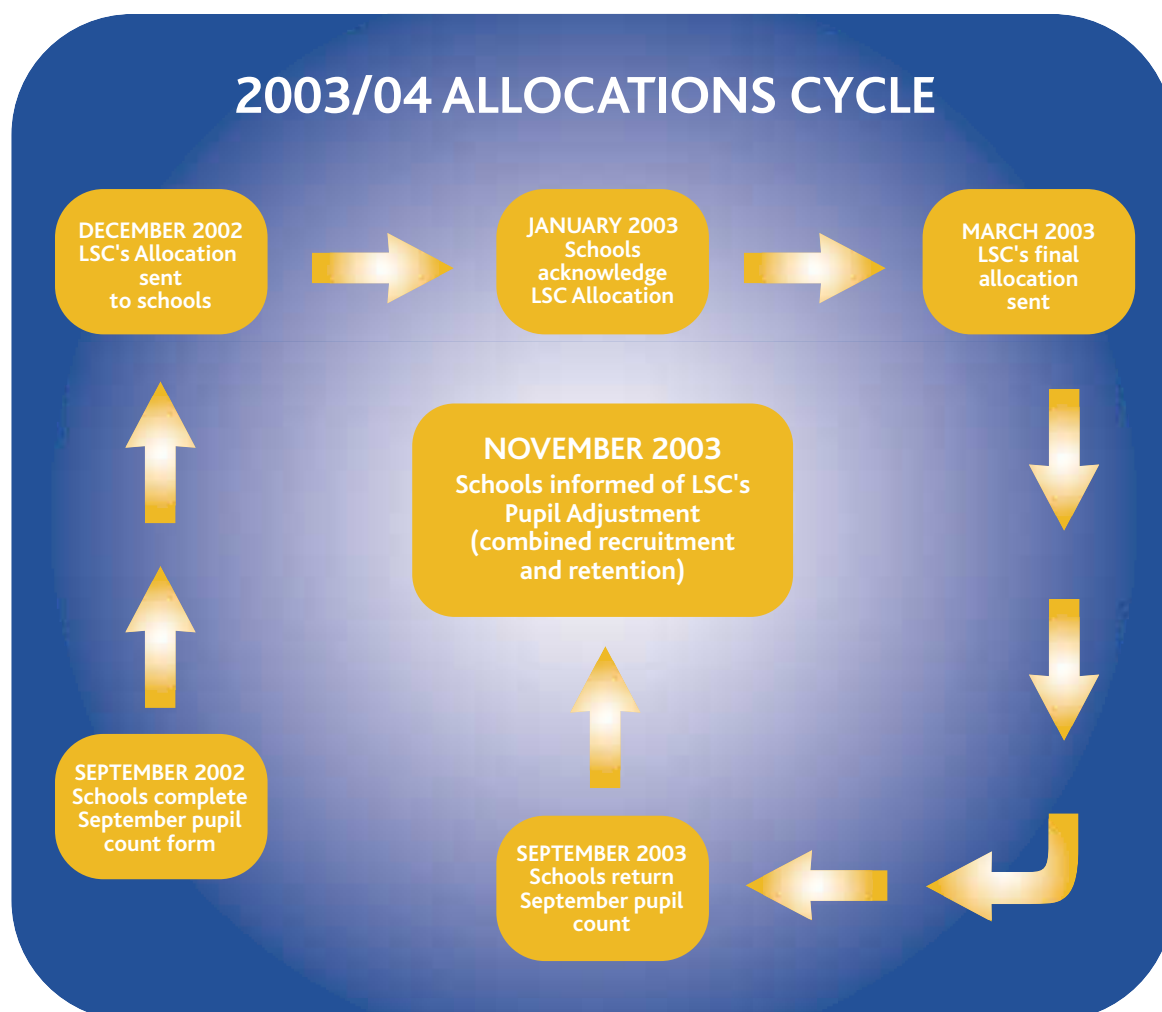 2003/04 ALLOCATIONS CYCLE
DECEMBER 2002
LSC's Allocation
sent
to schools
JANUARY 2003
Schools
acknowledge
LSC Allocation
MARCH 2003
LSC's final
allocation
sent
NOVEMBER 2003
Schools informed of LSC's
Pupil Adjustment
(combined recruitment
and retention)
SEPTEMBER 2002
Schools complete
September pupil
count form
SEPTEMBER 2003
Schools return
September pupil
count